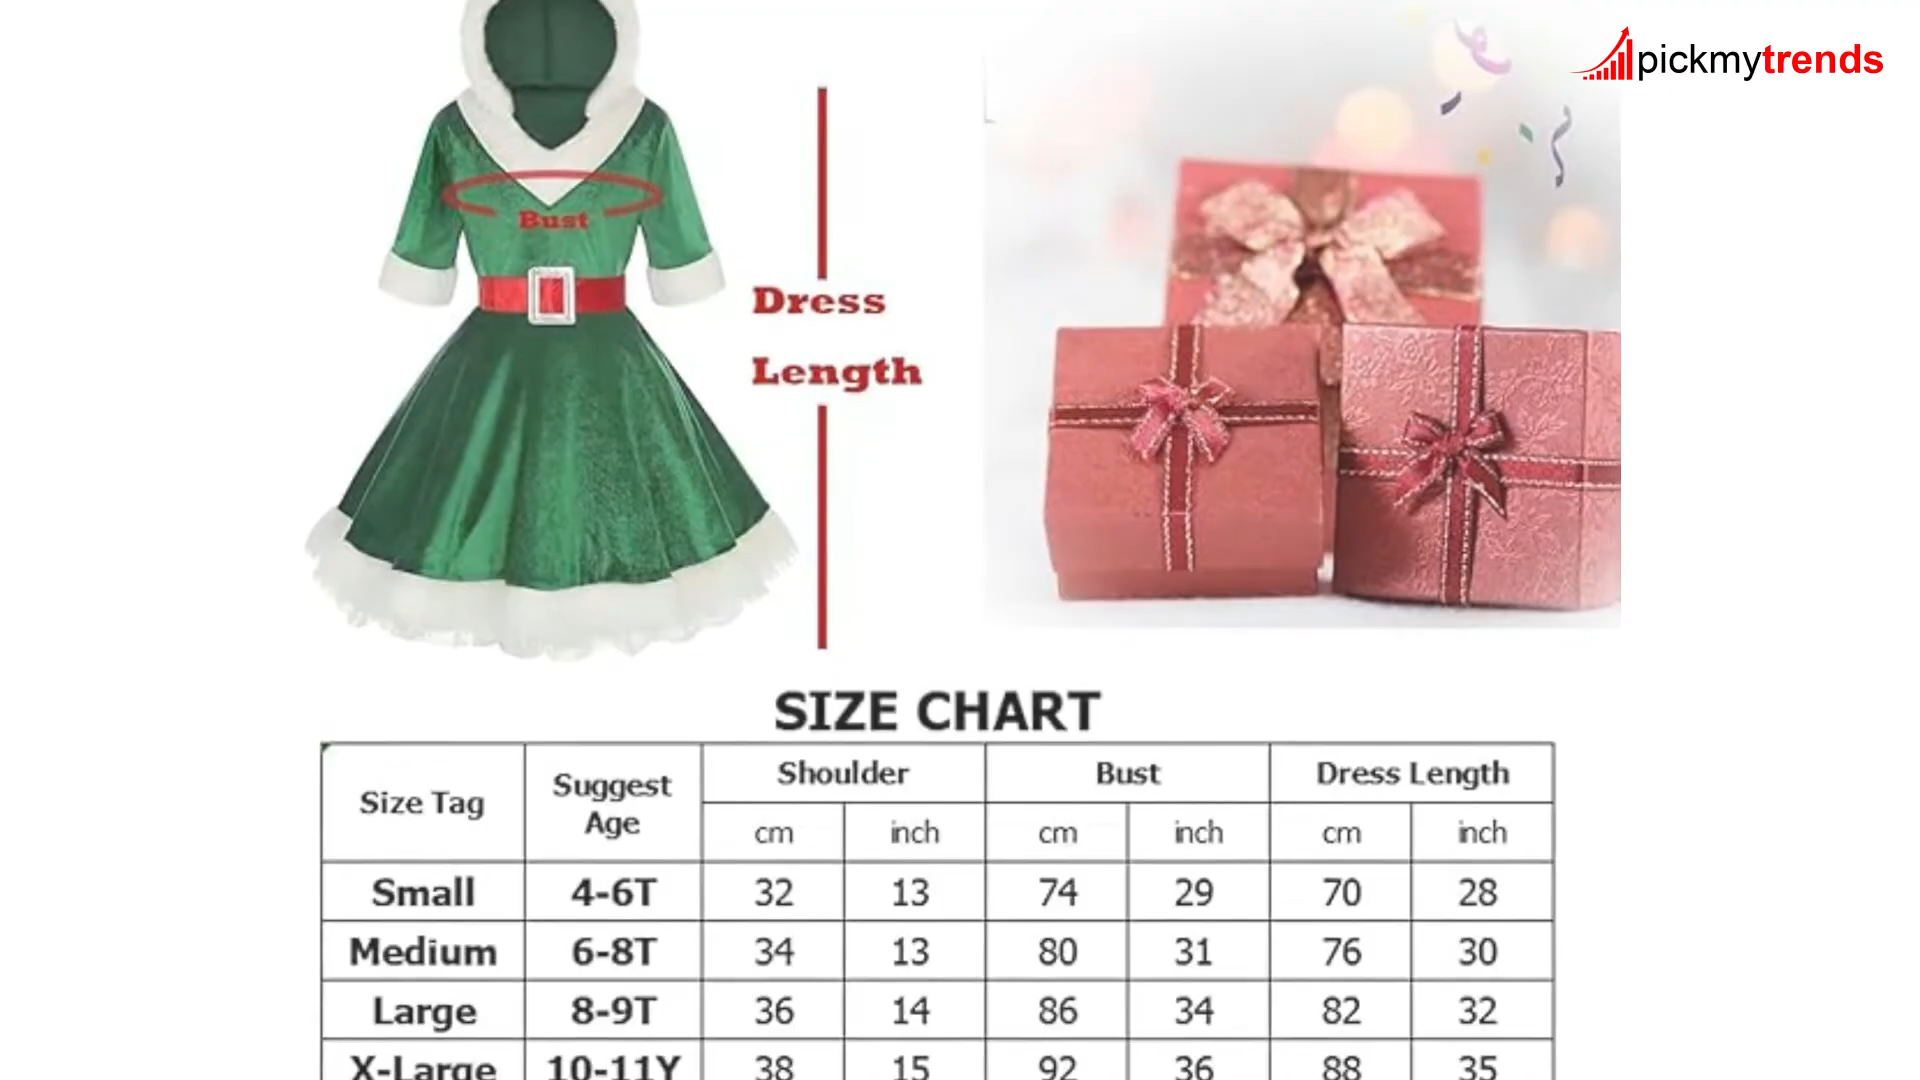 pickmytrends
Bust
Dress
Length
SIZE CHART
Size Tag Suggest Age Shoulder Bust Dress Length
cm inch cm inch cm inch
Small 4-6T 32 13 74 29 70 28
Medium 6-8T 34 13 80 31 76 30
Large 8-9T 36 14 86 34 82 32
X-Large 10-11Y 38 15 92 36 88 35